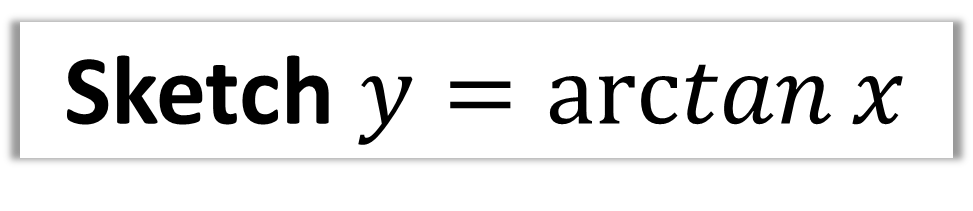 Sketch y = arctan x